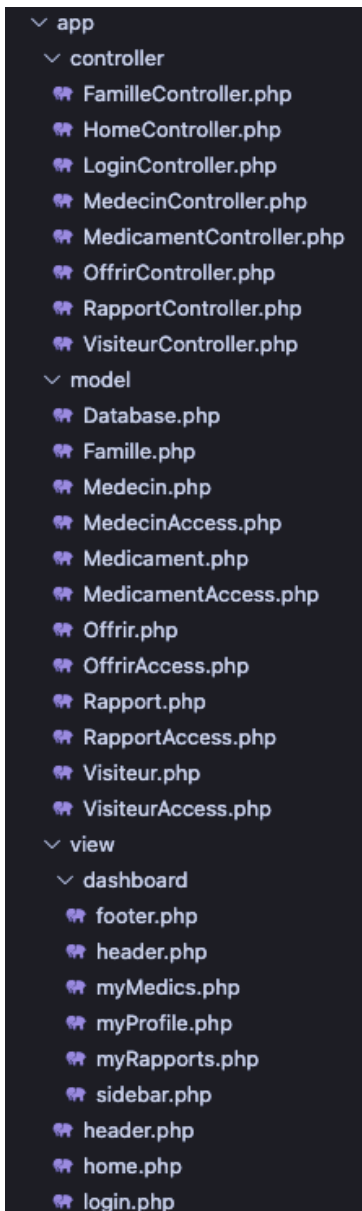 app
controller
FamilleController.php
HomeController.php
LoginController.php
MedecinController.php
MedicamentController.php
OffrirController.php
RapportController.php
VisiteurController.php
model
Database.php
Famille.php
Medecin.php
MedecinAccess.php
Medicament.php
MedicamentAccess.php
Offrir.php
OffrirAccess.php
Rapport.php
RapportAccess.php
Visiteur.php
VisiteurAccess.php
view
dashboard
footer.php
header.php
myMedics.php
myProfile.php
myRapports.php
sidebar.php
header.php
home.php
login.php